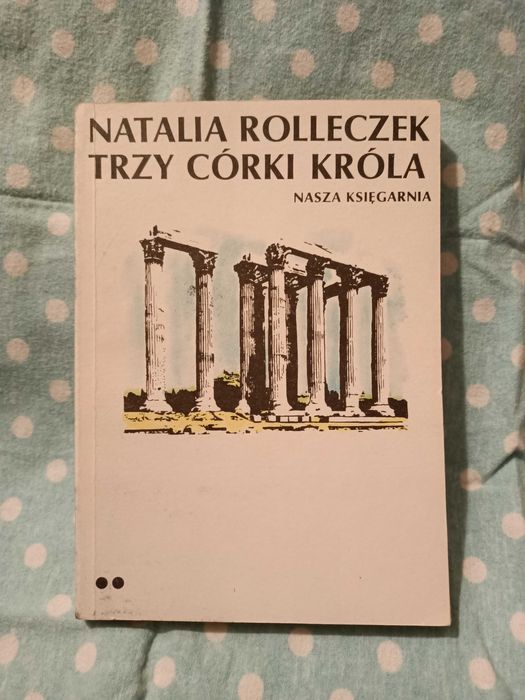 NATALIA ROLLECZEK
TRZY CÓRKI KRÓLA
NASZA KSIĘGARNIA